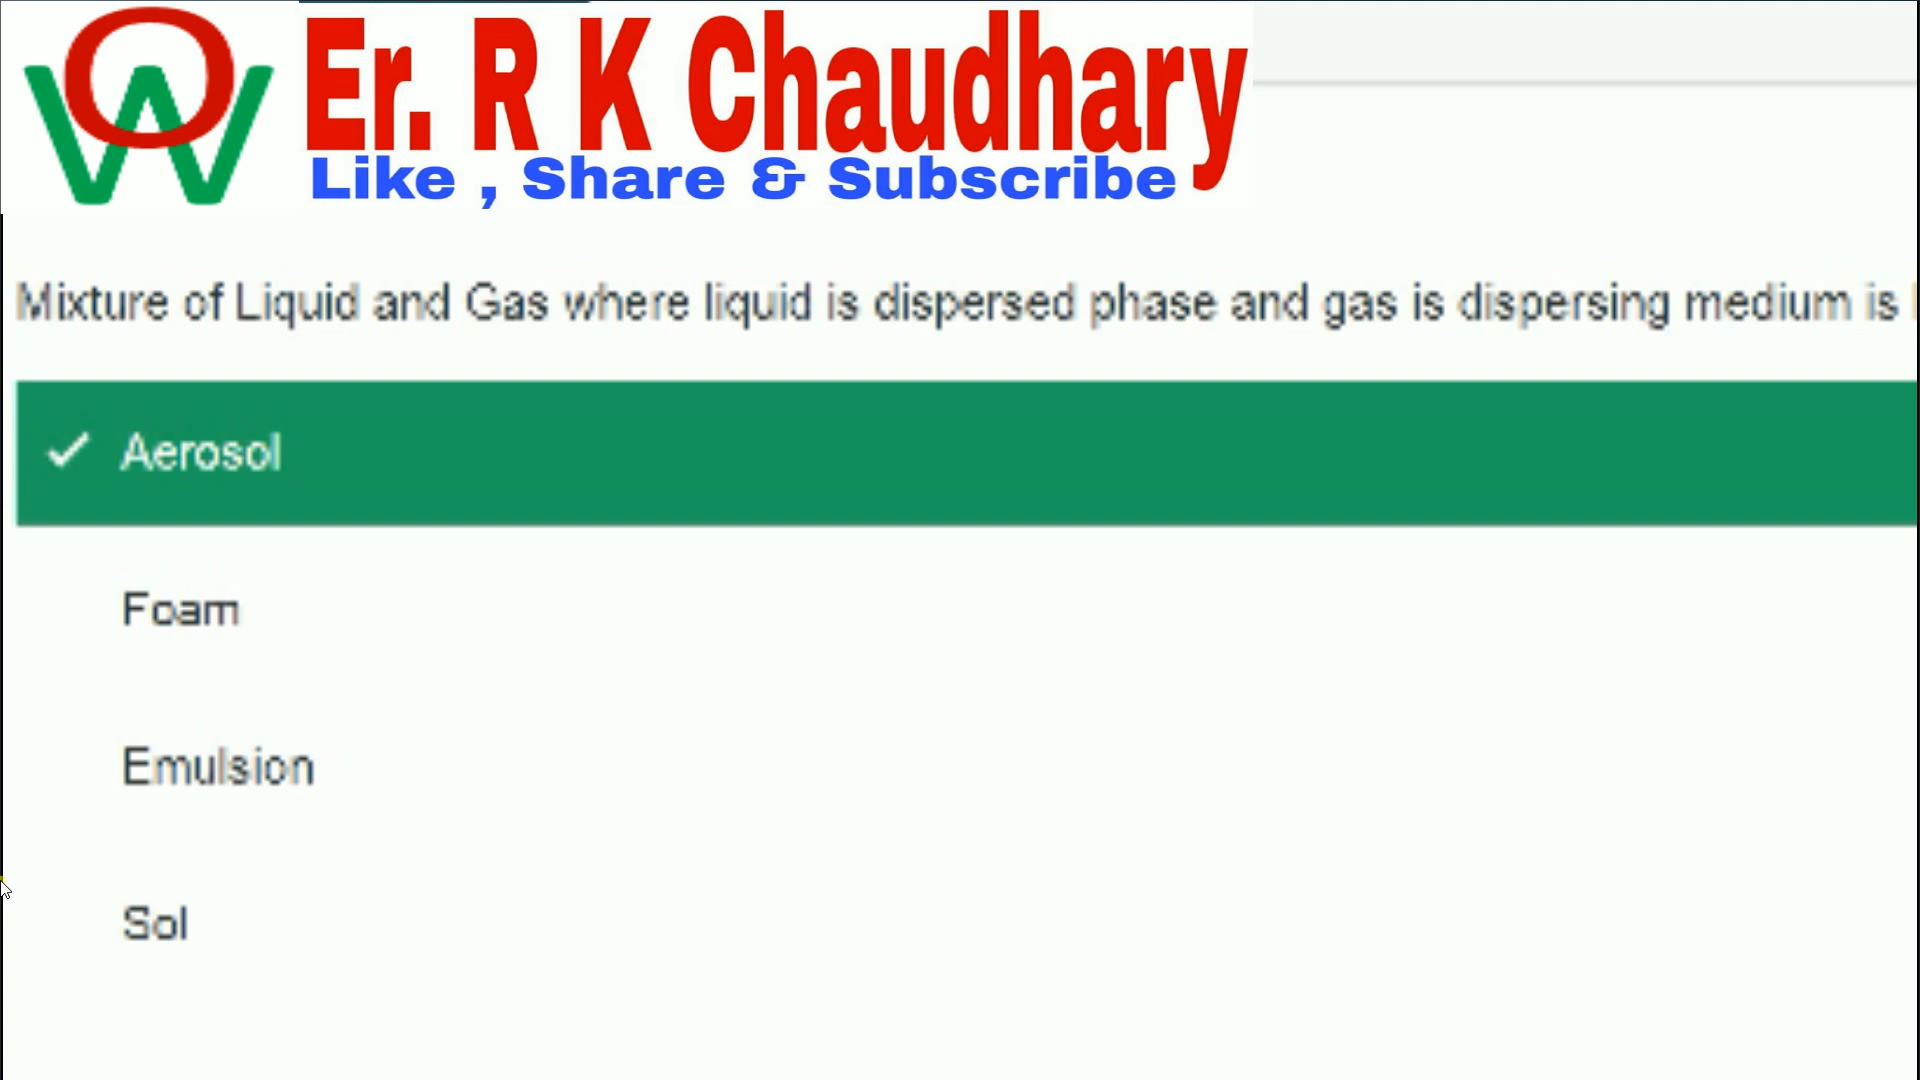 Er. R K Chaudhary
Like , Share & Subscribe
Mixture of Liquid and Gas where liquid is dispersed phase and gas is dispersing medium is
Aerosol
Foam
Emulsion
Sol